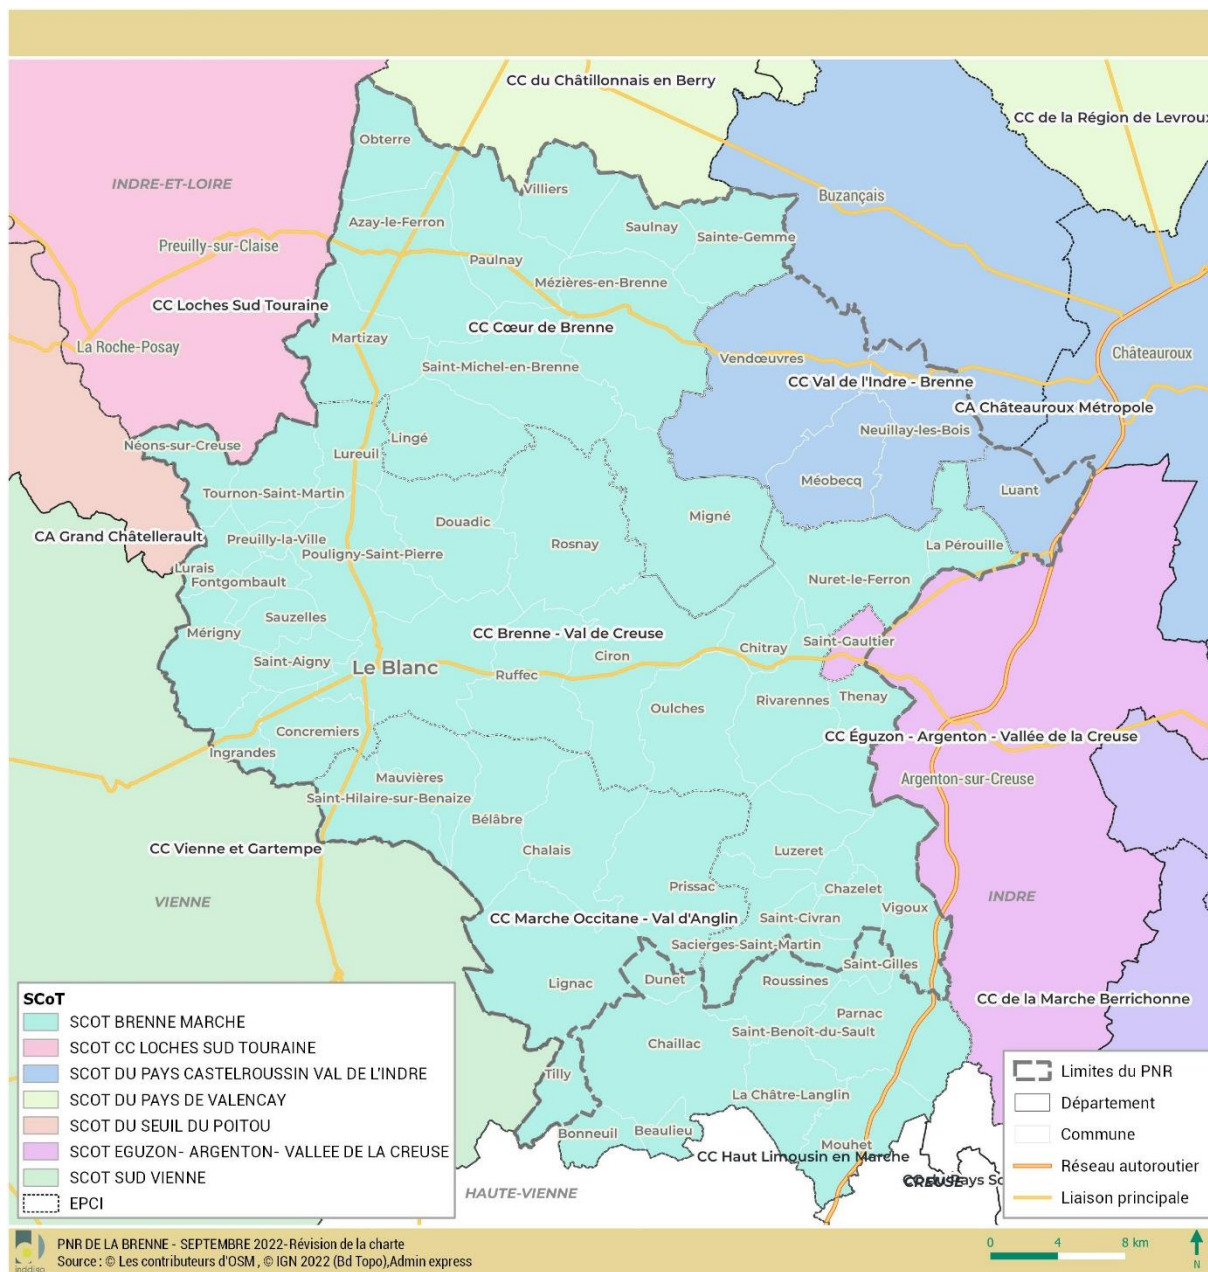 CC du Châtillonnais en Berry
CC de la Région de Levroux
Obterre
INDRE-ET-LOIRE
Villiers
Buzançais
Azay-le-Ferron
Saulnay
Sainte-Gemme
Preuilly-sur-Claise
Paulnay
Mézières-en-Brenne
CC Loches Sud Touraine
CC Cœur de Brenne
Martizay
La Roche-Posay
Châteauroux
Vendœuvres
Saint-Michel-en-Brenne
CC Val de l'Indre - Brenne
CA Châteauroux Métropole
Néons-sur-Creuse
Lingé
Neuillay-les-Bois
Lureuil
Méobecq
Luant
Tournon-Saint-Martin
Douadic
Migné
CA Grand Châtellerault
Preuilly-la-Ville
Rosnay
La Pérouille
Pouligny-Saint-Pierre
Lurais
Fontgombault
Nuret-le-Ferron
Sauzelles
Mérigny
CC Brenne - Val de Creuse
Saint-Gaultier
Chitray
Ciron
Saint-Aigny
Le Blanc
Ruffec
Rivarennes
Thenay
Oulches
Concremiers
CC Éguzon - Argenton - Vallée de la Creuse
Ingrandes
Mauvières
Argenton-sur-Creuse
Saint-Hilaire-sur-Benaize
Bélâbre
CC Vienne et Gartempe
Chalais
Luzeret
Prissac
Chazelet
INDRE
VIENNE
Vigoux
CC Marche Occitane - Val d'Anglin
Saint-Civran
Sacierges-Saint-Martin
Saint-Gilles
Lignac
Dunet
Roussines
CC de la Marche Berrichonne
Parnac
Saint-Benoît-du-Sault
Chaillac
Tilly
La Châtre-Langlin
Bonneuil
Beaulieu
Mouhet
CC Haut Limousin en Marche
HAUTE-VIENNE
CREUSE
SCoT
SCOT BRENNE MARCHE
SCOT CC LOCHES SUD TOURAINE
SCOT DU PAYS CASTELROUSSIN VAL DE L'INDRE
SCOT DU PAYS DE VALENCAY
SCOT DU SEUIL DU POITOU
SCOT EGUZON- ARGENTON- VALLEE DE LA CREUSE
SCOT SUD VIENNE
EPCI
Limites du PNR
Département
Commune
Réseau autoroutier
Liaison principale
PNR DE LA BRENNE - SEPTEMBRE 2022-Révision de la charte
Source : © Les contributeurs d'OSM , © IGN 2022 (Bd Topo),Admin express
0 4 8 km
N
inddigo